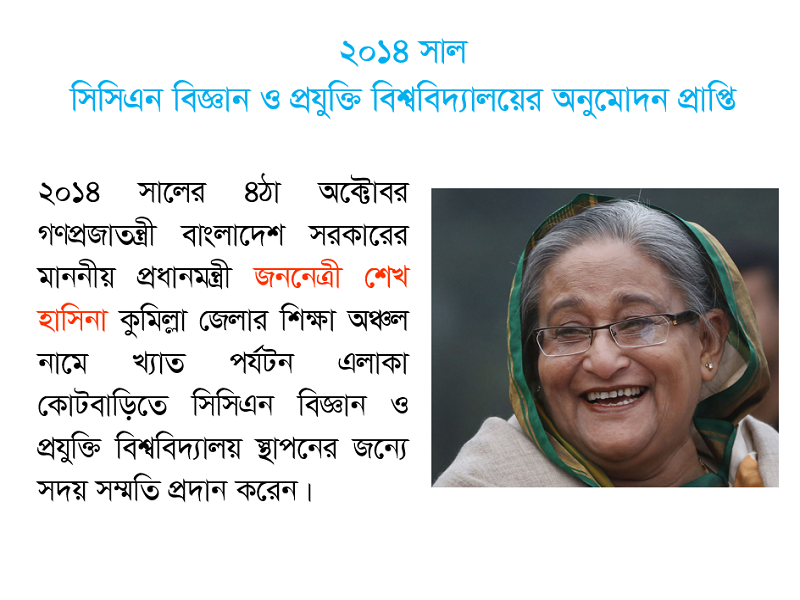 ২০১৪ সাল
সিসিএন বিজ্ঞান ও প্রযুক্তি বিশ্ববিদ্যালয়ের অনুমোদন প্রাপ্তি
২০১৪ সালের ৪ঠা অক্টোবর
গণপ্রজাতন্ত্রী বাংলাদেশ সরকারের
মাননীয় প্রধানমন্ত্রী জননেত্রী শেখ
হাসিনা কুমিল্লা জেলার শিক্ষা অঞ্চল
নামে খ্যাত পর্যটন এলাকা
কোটবাড়িতে সিসিএন বিজ্ঞান ও
প্রযুক্তি বিশ্ববিদ্যালয় স্থাপনের জন্যে
সদয় সম্মতি প্রদান করেন।